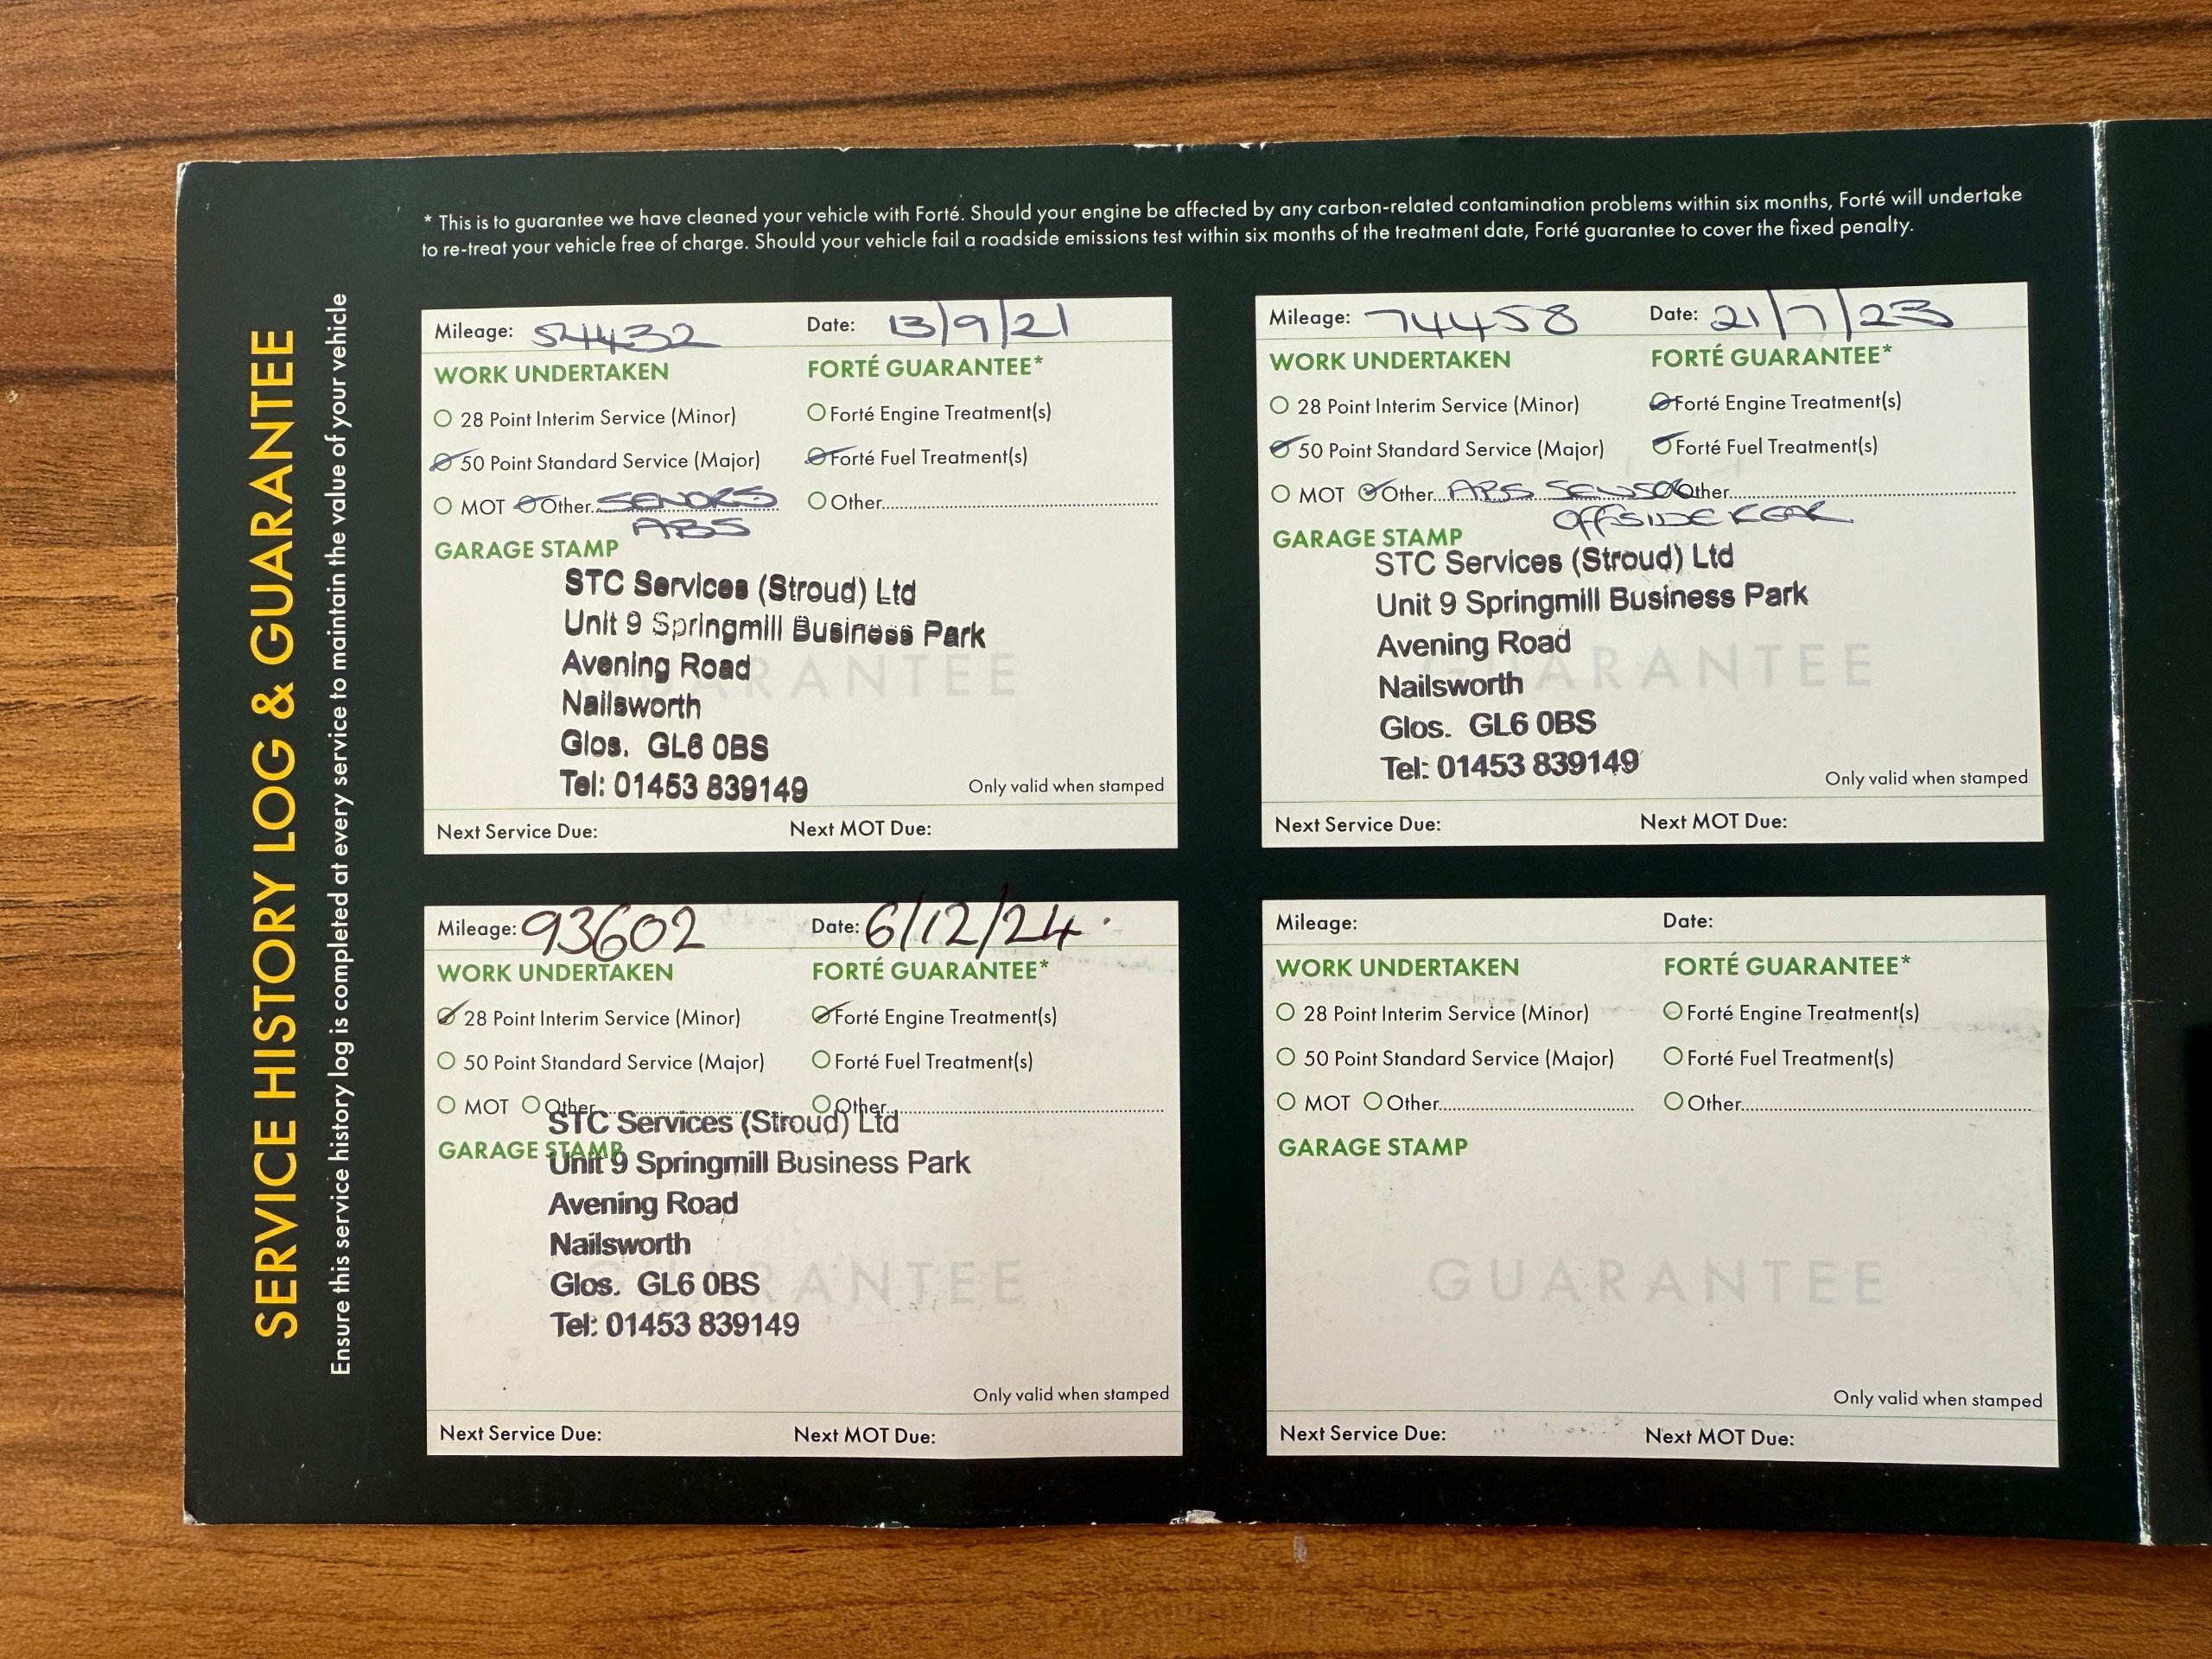 SERVICE HISTORY LOG & GUARANTEE
Ensure this service history log is completed at every service to maintain the value of your vehicle
* This is to guarantee we have cleaned your vehicle with Forté. Should your engine be affected by any carbon-related contamination problems within six months, Forté will undertake
to re-treat your vehicle free of charge. Should your vehicle fail a roadside emissions test within six months of the treatment date, Forté guarantee to cover the fixed penalty.
Mileage: 54432 Date: 13/9/21
WORK UNDERTAKEN FORTÉ GUARANTEE*
28 Point Interim Service (Minor) Forté Engine Treatment(s)
50 Point Standard Service (Major) Forté Fuel Treatment(s)
MOT Other SENORS Other
ABS
GARAGE STAMP
STC Services (Stroud) Ltd
Unit 9 Springmill Business Park
Avening Road
GUARANTEE
Nailsworth
Glos. GL6 0BS
Tel: 01453 839149
Only valid when stamped
Next Service Due: Next MOT Due:
Mileage: 74458 Date: 21/7/23
WORK UNDERTAKEN FORTÉ GUARANTEE*
28 Point Interim Service (Minor) Forté Engine Treatment(s)
50 Point Standard Service (Major) Forté Fuel Treatment(s)
MOT Other ABS SENSOR Other
OFFSIDE REAR
GARAGE STAMP
STC Services (Stroud) Ltd
Unit 9 Springmill Business Park
Avening Road
GUARANTEE
Nailsworth
Glos. GL6 0BS
Tel: 01453 839149
Only valid when stamped
Next Service Due: Next MOT Due:
Mileage: 93602 Date: 6/12/24
WORK UNDERTAKEN FORTÉ GUARANTEE*
28 Point Interim Service (Minor) Forté Engine Treatment(s)
50 Point Standard Service (Major) Forté Fuel Treatment(s)
MOT Other Other
STC Services (Stroud) Ltd
GARAGE STAMP
Unit 9 Springmill Business Park
Avening Road
Nailsworth
GUARANTEE
Glos. GL6 0BS
Tel: 01453 839149
Only valid when stamped
Next Service Due: Next MOT Due:
Mileage: Date:
WORK UNDERTAKEN FORTÉ GUARANTEE*
28 Point Interim Service (Minor) Forté Engine Treatment(s)
50 Point Standard Service (Major) Forté Fuel Treatment(s)
MOT Other Other
GARAGE STAMP
GUARANTEE
Only valid when stamped
Next Service Due: Next MOT Due: